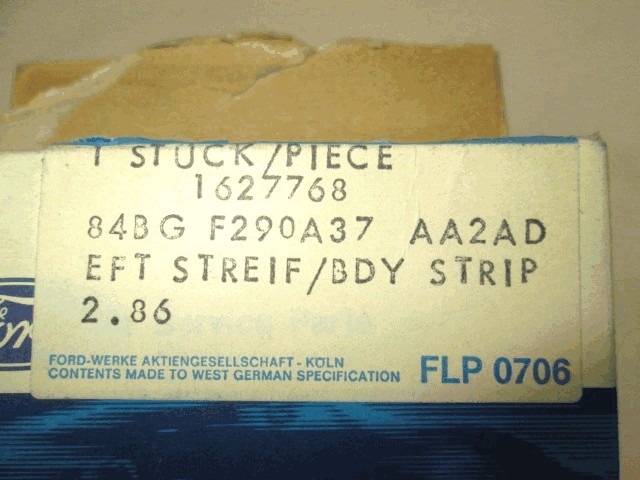 1 STUCK/PIECE
1627768
84BG F290A37 AA2AD
EFT STREIF/BDY STRIP
2.86
FORD-WERKE AKTIENGESELLSCHAFT - KÖLN
CONTENTS MADE TO WEST GERMAN SPECIFICATION
FLP 0706